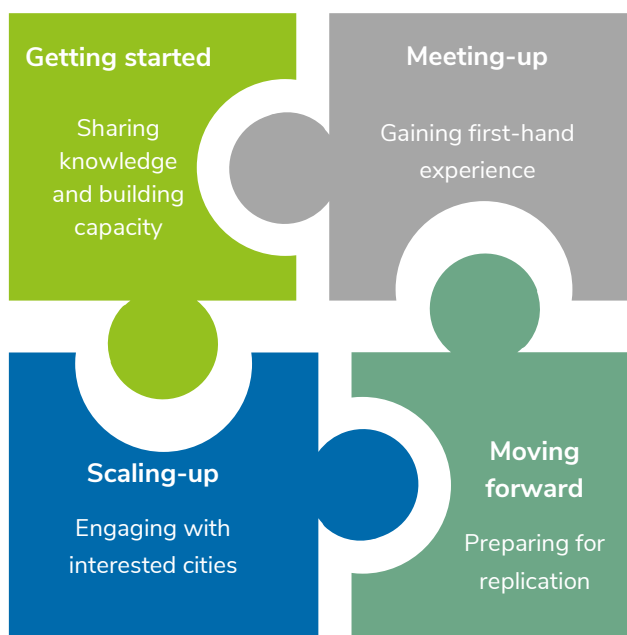 Getting started
Sharing
knowledge
and building
capacity
Meeting-up
Gaining first-hand
experience
Scaling-up
Engaging with
interested cities
Moving
forward
Preparing for
replication